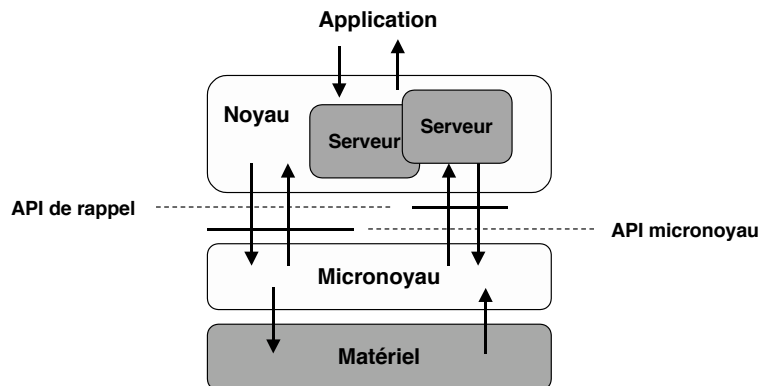 Application
Noyau
Serveur
Serveur
API de rappel
API micronoyau
Micronoyau
Matériel